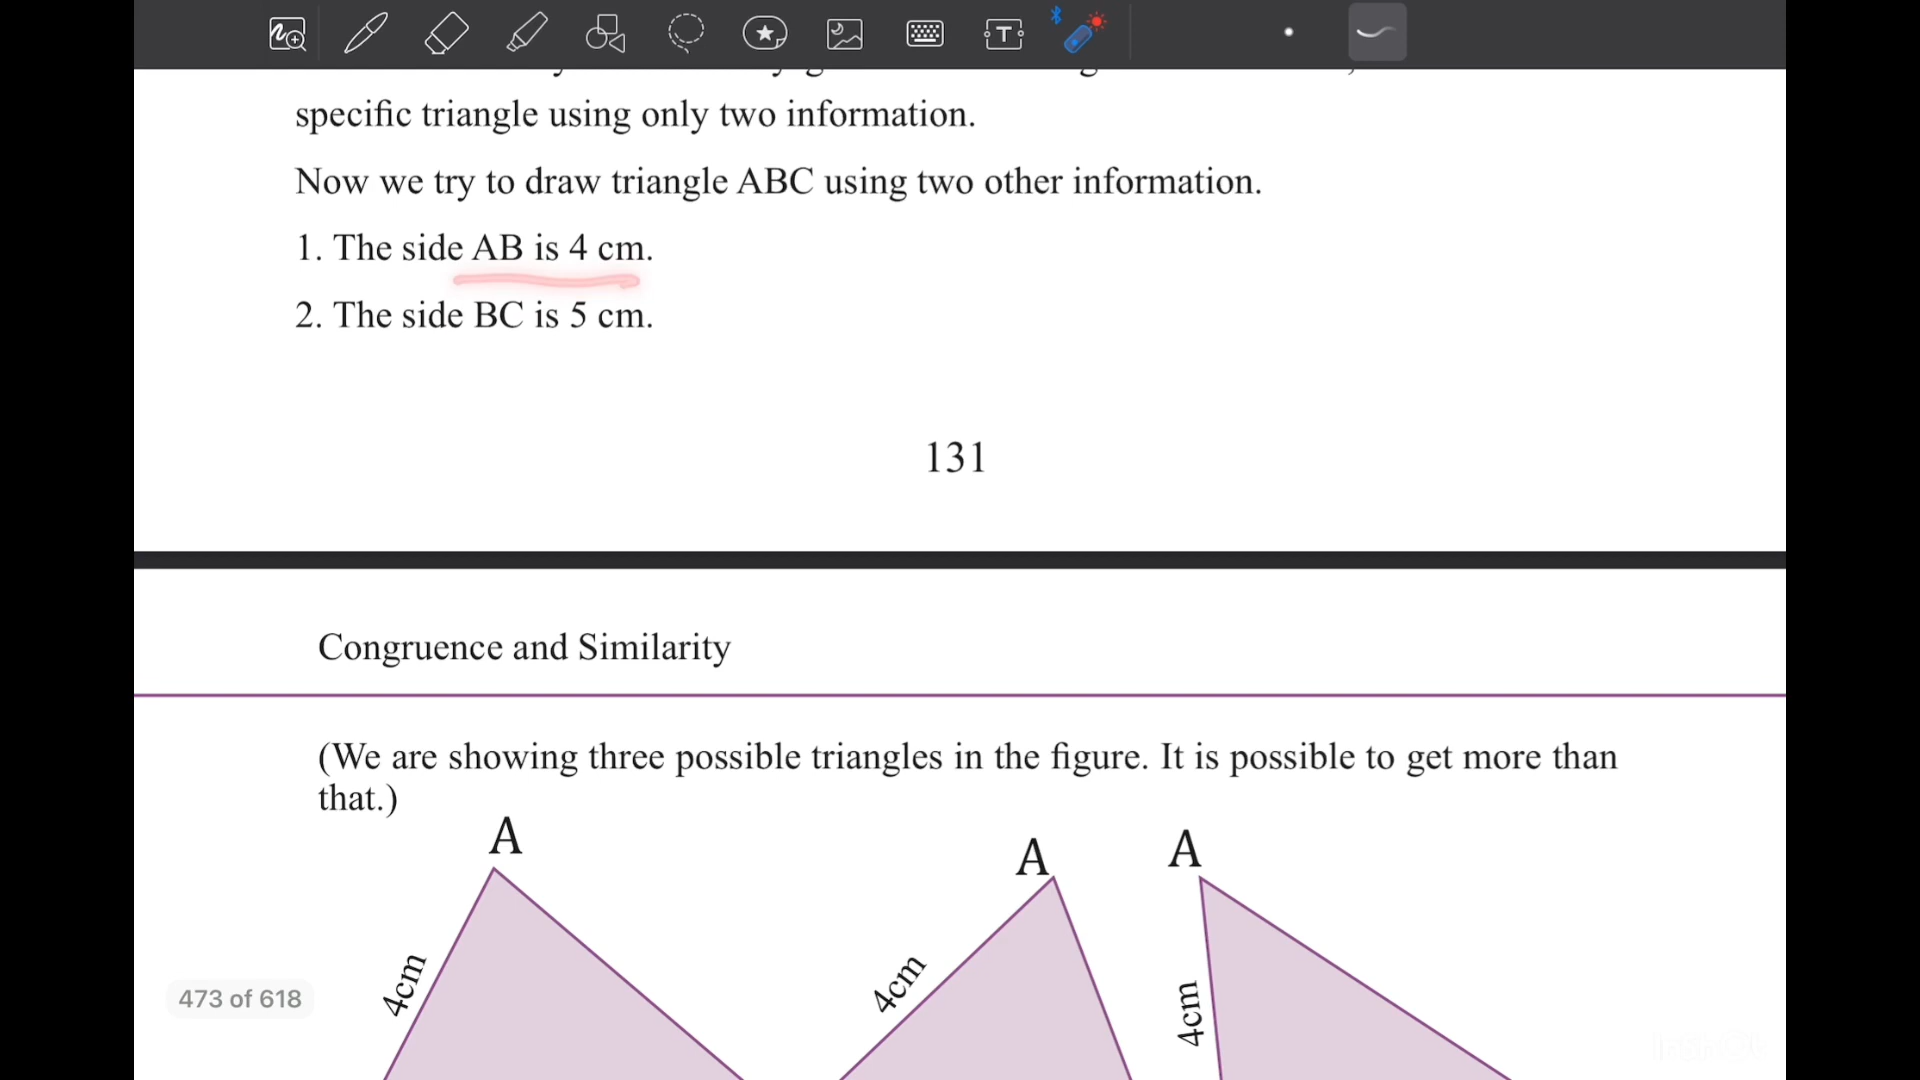 specific triangle using only two information.
Now we try to draw triangle ABC using two other information.
1. The side AB is 4 cm.
2. The side BC is 5 cm.
131
Congruence and Similarity
(We are showing three possible triangles in the figure. It is possible to get more than
that.)
A
A
A
4cm
4cm
4cm
473 of 618